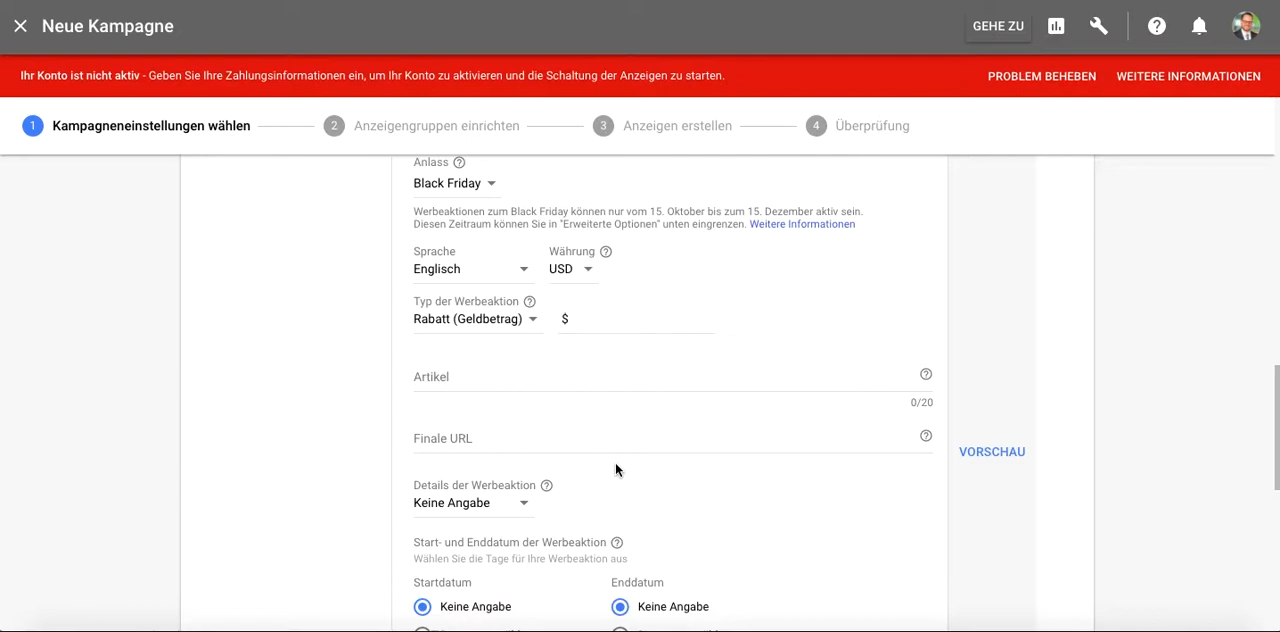 Neue Kampagne
GEHE ZU
Ihr Konto ist nicht aktiv - Geben Sie Ihre Zahlungsinformationen ein, um Ihr Konto zu aktivieren und die Schaltung der Anzeigen zu starten.
PROBLEM BEHEBEN
WEITERE INFORMATIONEN
1 Kampagneneinstellungen wählen
2 Anzeigengruppen einrichten
3 Anzeigen erstellen
4 Überprüfung
Anlass
Black Friday
Werbeaktionen zum Black Friday können nur vom 15. Oktober bis zum 15. Dezember aktiv sein.
Diesen Zeitraum können Sie in "Erweiterte Optionen" unten eingrenzen. Weitere Informationen
Sprache
Währung
Englisch
USD
Typ der Werbeaktion
Rabatt (Geldbetrag)
$
Artikel
0/20
Finale URL
VORSCHAU
Details der Werbeaktion
Keine Angabe
Start- und Enddatum der Werbeaktion
Wählen Sie die Tage für Ihre Werbeaktion aus
Startdatum
Enddatum
Keine Angabe
Keine Angabe